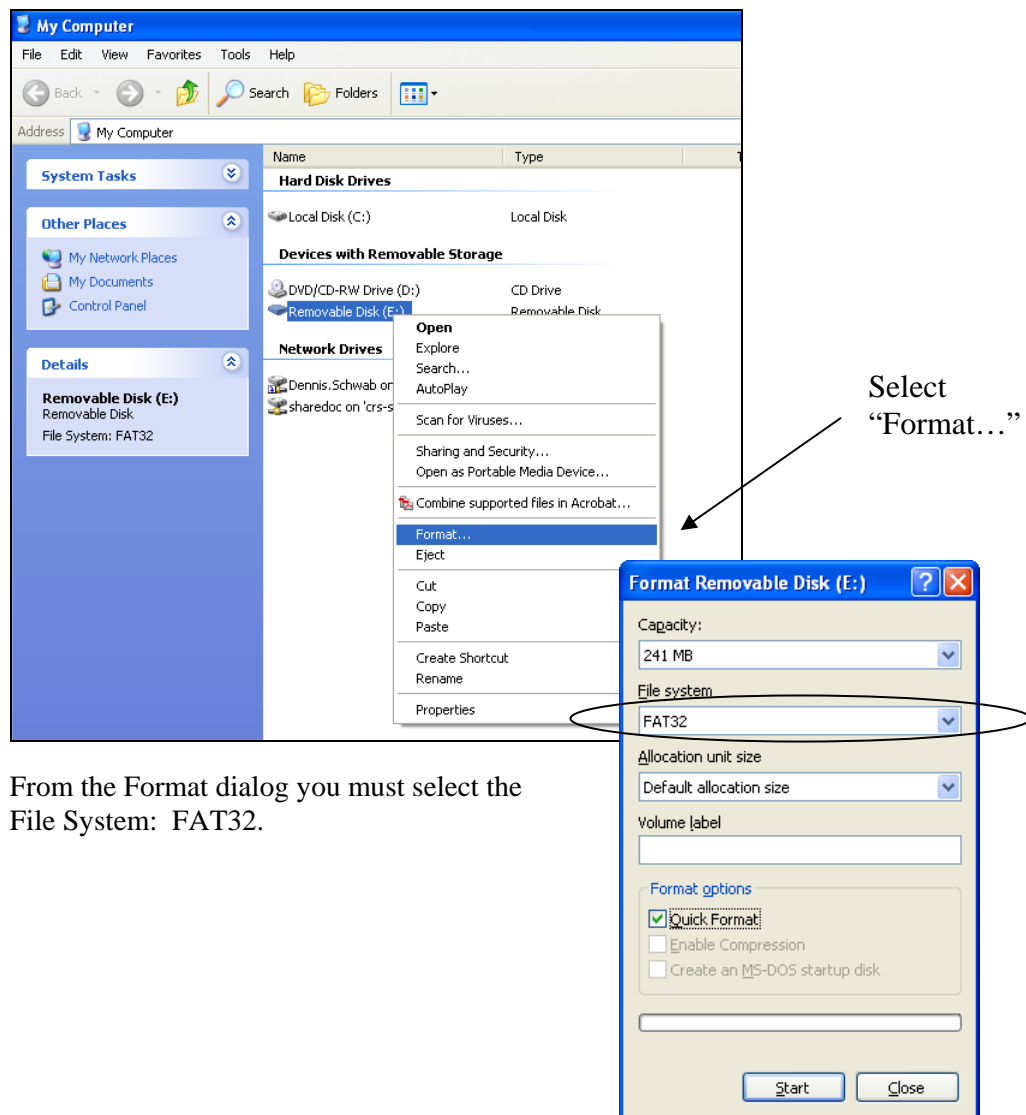 My Computer
File Edit View Favorites Tools Help
Back Search Folders
Address My Computer
System Tasks
Other Places
My Network Places
My Documents
Control Panel
Details
Removable Disk (E:)
Removable Disk
File System: FAT32
Name Type T
Hard Disk Drives
Local Disk (C:) Local Disk
Devices with Removable Storage
DVD/CD-RW Drive (D:) CD Drive
Removable Disk (E:) Removable Disk
Network Drives
Dennis.Schwab on
sharedoc on 'crs-s
Open
Explore
Search...
AutoPlay
Scan for Viruses...
Sharing and Security...
Open as Portable Media Device...
Combine supported files in Acrobat...
Format...
Eject
Cut
Copy
Paste
Create Shortcut
Rename
Properties
Select
“Format…”
Format Removable Disk (E:)
Capacity:
241 MB
File system
FAT32
Allocation unit size
Default allocation size
Volume label
Format options
Quick Format
Enable Compression
Create an MS-DOS startup disk
Start Close
From the Format dialog you must select the
File System: FAT32.